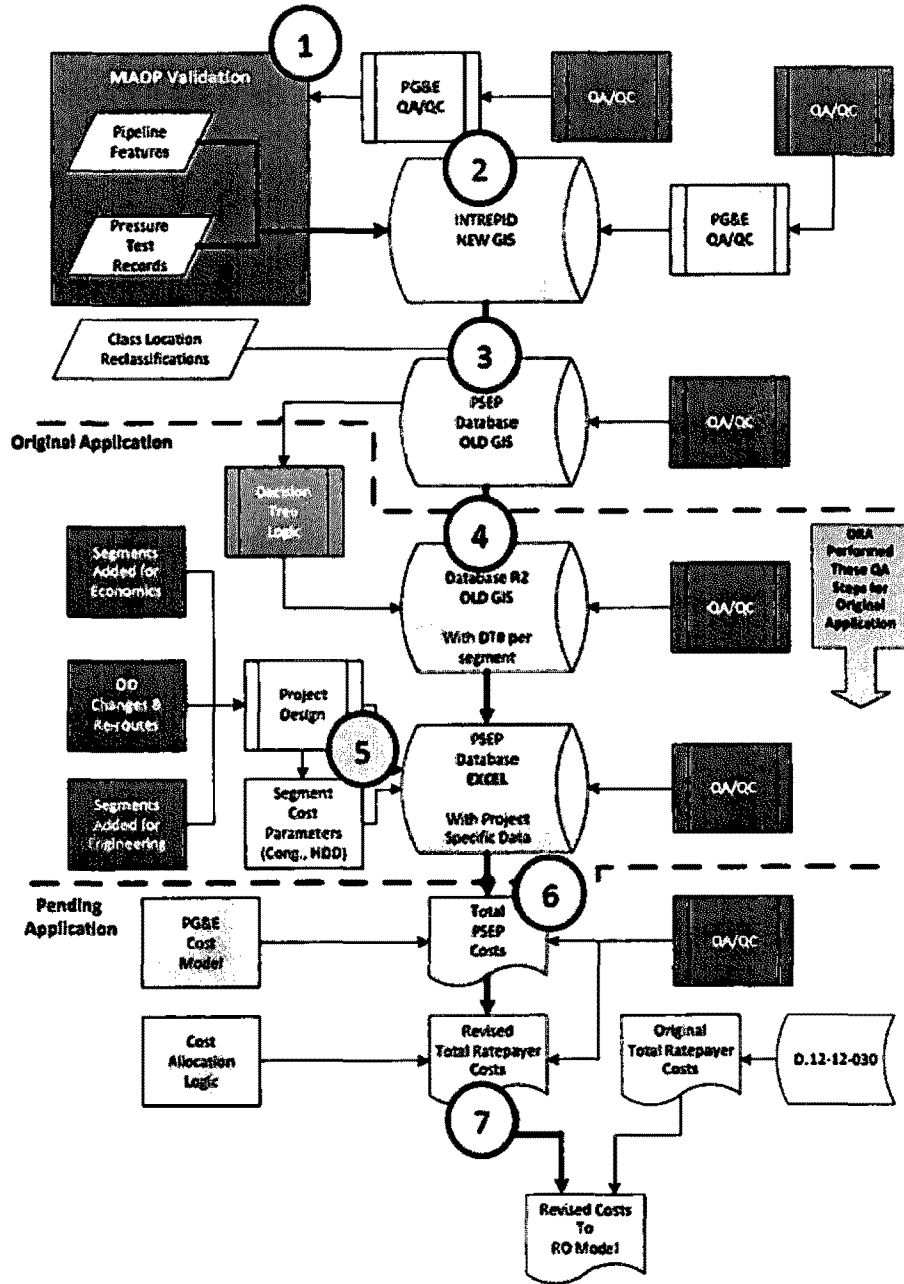 1
MAOP Validation
Pipeline
Features
Pressure
Test
Records
PG&E
QA/QC
QA/QC
QA/QC
2
INTREPID
NEW GIS
PG&E
QA/QC
Class Location
Reclassifications
3
PSEP
Database
OLD GIS
QA/QC
Original Application
Decision
Tree
Logic
4
Database R2
OLD GIS
With DT# per
segment
QA/QC
DRA
Performed
These QA
Steps for
Original
Application
Segments
Added for
Economics
OD
Changes &
Re-routes
Segments
Added for
Engineering
Project
Design
5
Segment
Cost
Parameters
(Cong., HDD)
PSEP
Database
EXCEL
With Project
Specific Data
QA/QC
Pending
Application
6
PG&E
Cost
Model
Total
PSEP
Costs
QA/QC
Cost
Allocation
Logic
Revised
Total Ratepayer
Costs
Original
Total Ratepayer
Costs
D.12-12-030
7
Revised Costs
To
RO Model